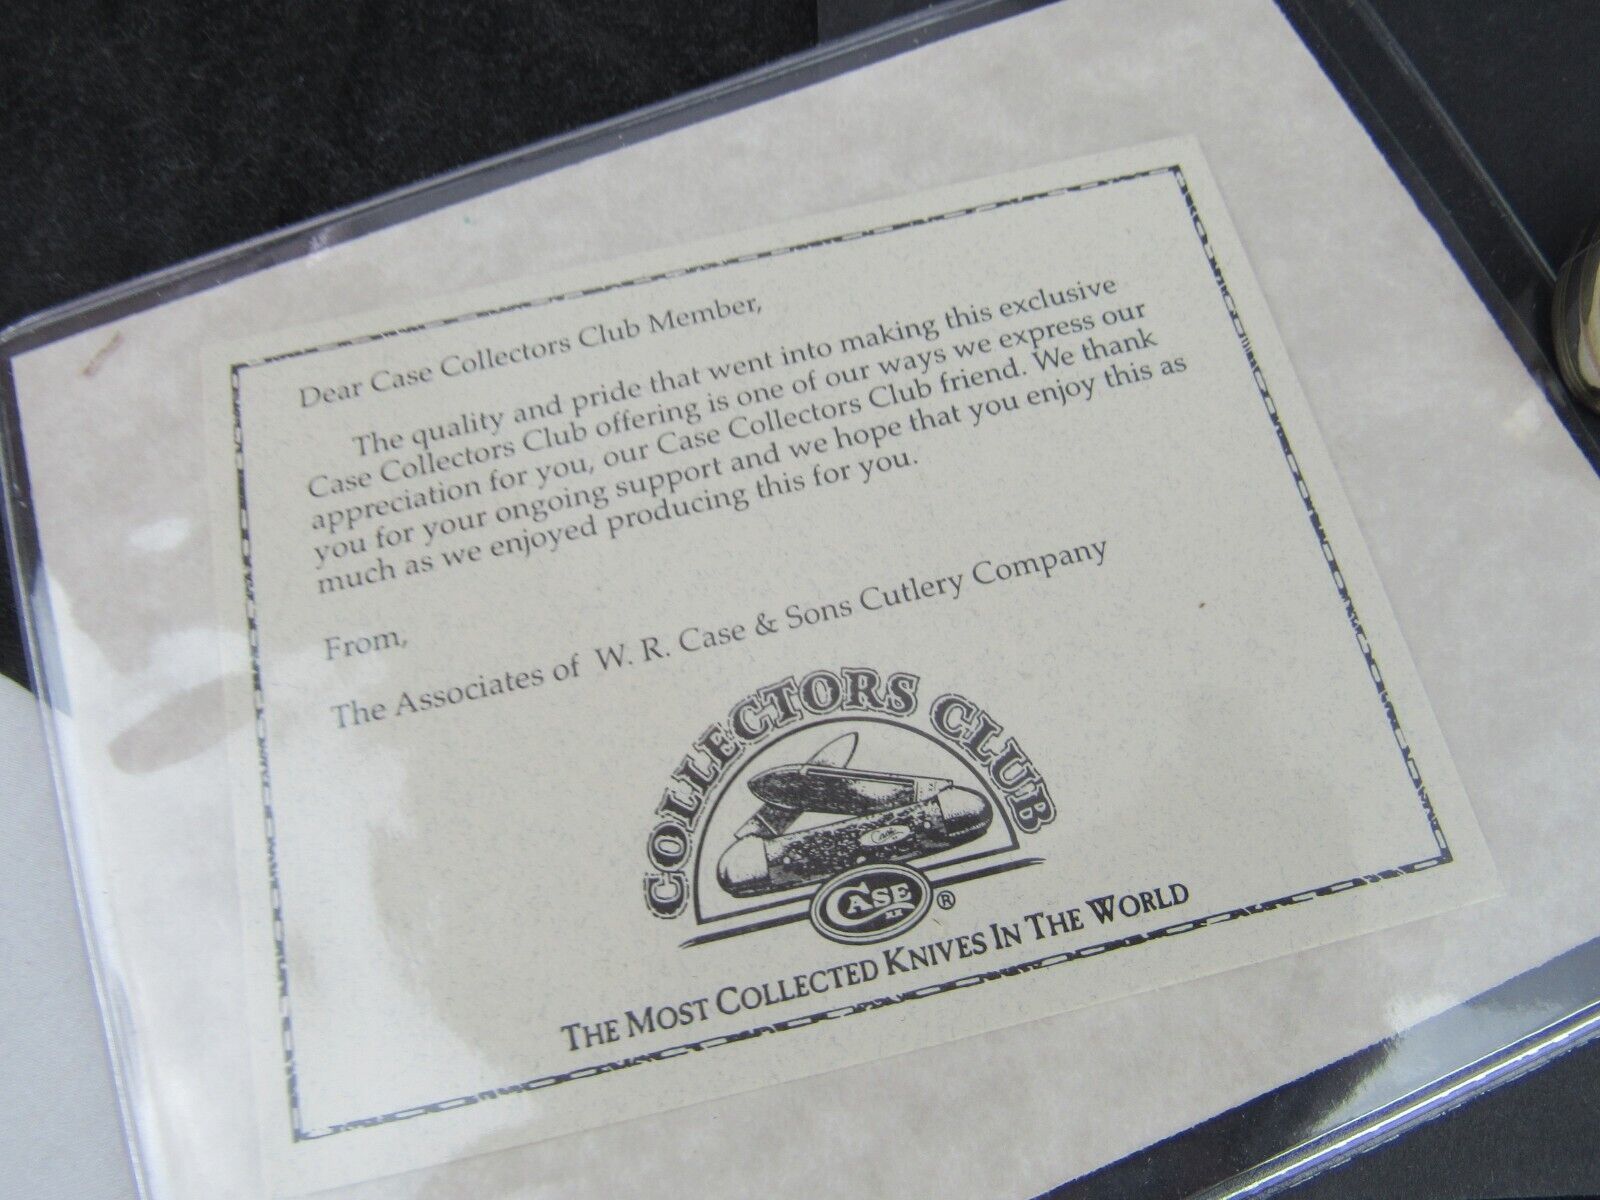 Dear Case Collectors Club Member,
The quality and pride that went into making this exclusive
Case Collectors Club offering is one of our ways we express our
appreciation for you, our Case Collectors Club friend. We thank
you for your ongoing support and we hope that you enjoy this as
much as we enjoyed producing this for you.
From,
The Associates of W. R. Case & Sons Cutlery Company
COLLECTORS CLUB
Case
CASE XX ®
THE MOST COLLECTED KNIVES IN THE WORLD